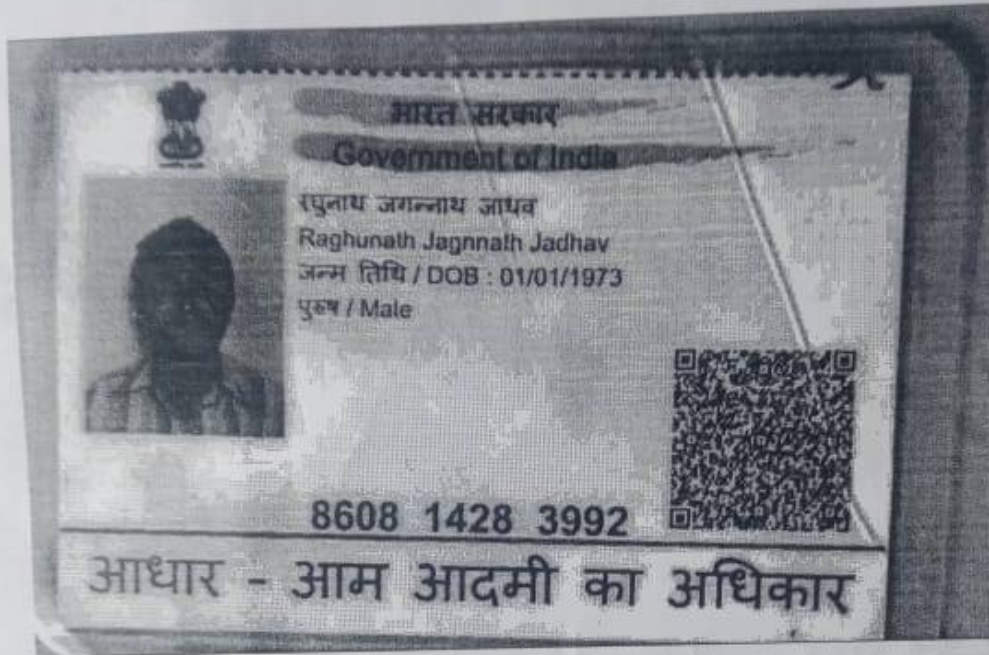 भारत सरकार
Government of India
रघुनाथ जगन्नाथ जाधव
Raghunath Jagnnath Jadhav
जन्म तिथि / DOB : 01/01/1973
पुरुष / Male
8608 1428 3992
आधार - आम आदमी का अधिकार